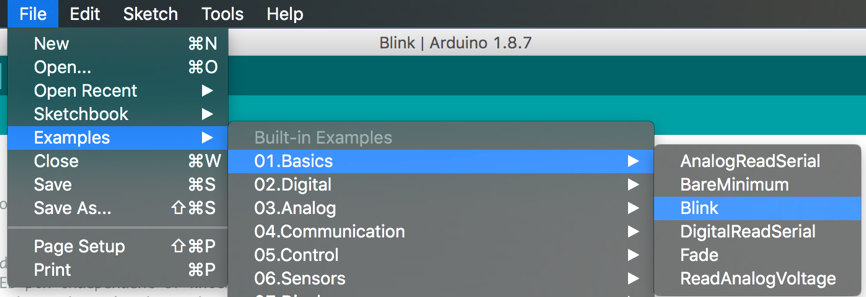 File Edit Sketch Tools Help
Blink | Arduino 1.8.7
New ⌘N
Open... ⌘O
Open Recent ▶
Sketchbook ▶
Examples ▶
Close ⌘W
Save ⌘S
Save As... ⇧⌘S
Page Setup ⇧⌘P
Print ⌘P
Built-in Examples
01.Basics ▶
02.Digital ▶
03.Analog ▶
04.Communication ▶
05.Control ▶
06.Sensors ▶
AnalogReadSerial
BareMinimum
Blink
DigitalReadSerial
Fade
ReadAnalogVoltage